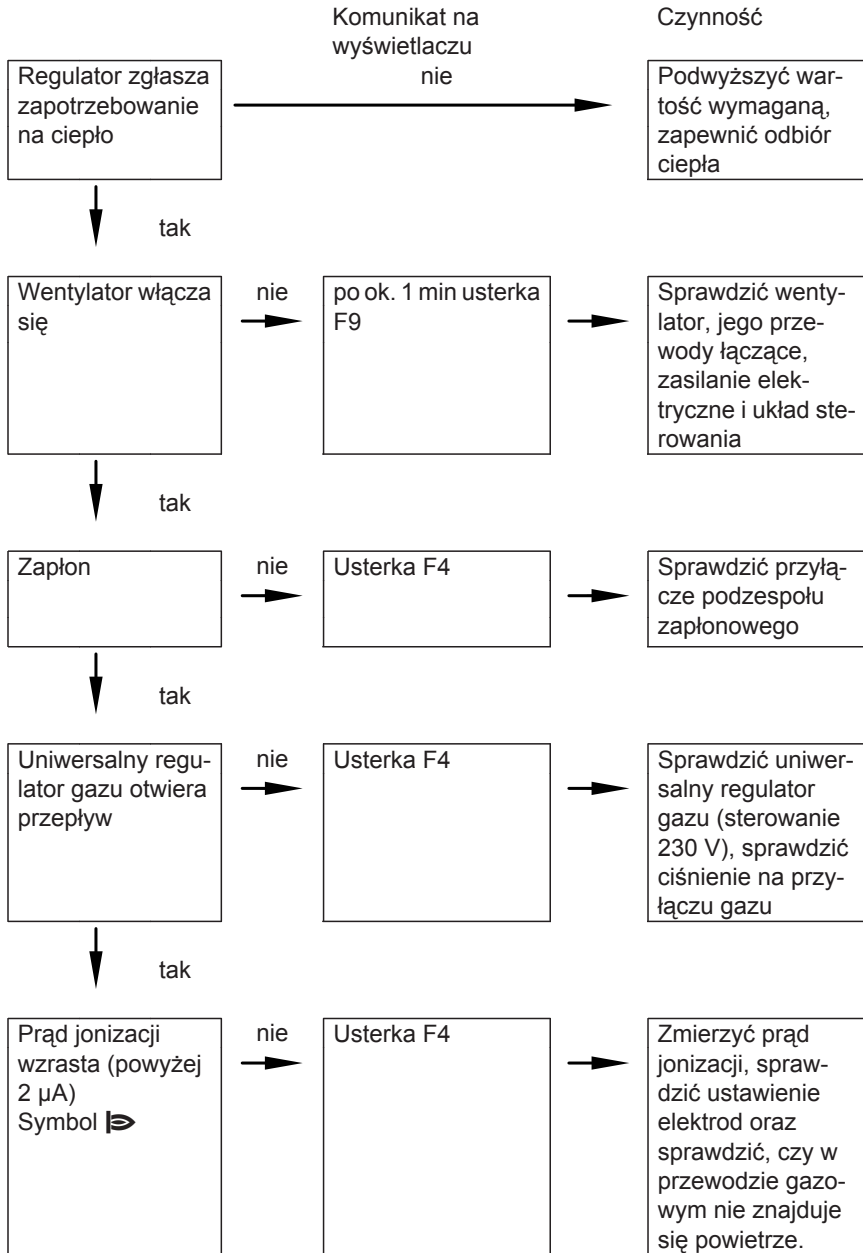 Komunikat na
wyświetlaczu
Czynność
Regulator zgłasza
zapotrzebowanie
na ciepło
nie
Podwyższyć war-
tość wymaganą,
zapewnić odbiór
ciepła
tak
Wentylator włącza
się
nie
po ok. 1 min usterka
F9
Sprawdzić wenty-
lator, jego prze-
wody łączące,
zasilanie elek-
tryczne i układ ste-
rowania
tak
Zapłon
nie
Usterka F4
Sprawdzić przyłą-
cze podzespołu
zapłonowego
tak
Uniwersalny regu-
lator gazu otwiera
przepływ
nie
Usterka F4
Sprawdzić uniwer-
salny regulator
gazu (sterowanie
230 V), sprawdzić
ciśnienie na przy-
łączu gazu
tak
Prąd jonizacji
wzrasta (powyżej
2 μA)
Symbol
nie
Usterka F4
Zmierzyć prąd
jonizacji, spraw-
dzić ustawienie
elektrod oraz
sprawdzić, czy w
przewodzie gazo-
wym nie znajduje
się powietrze.